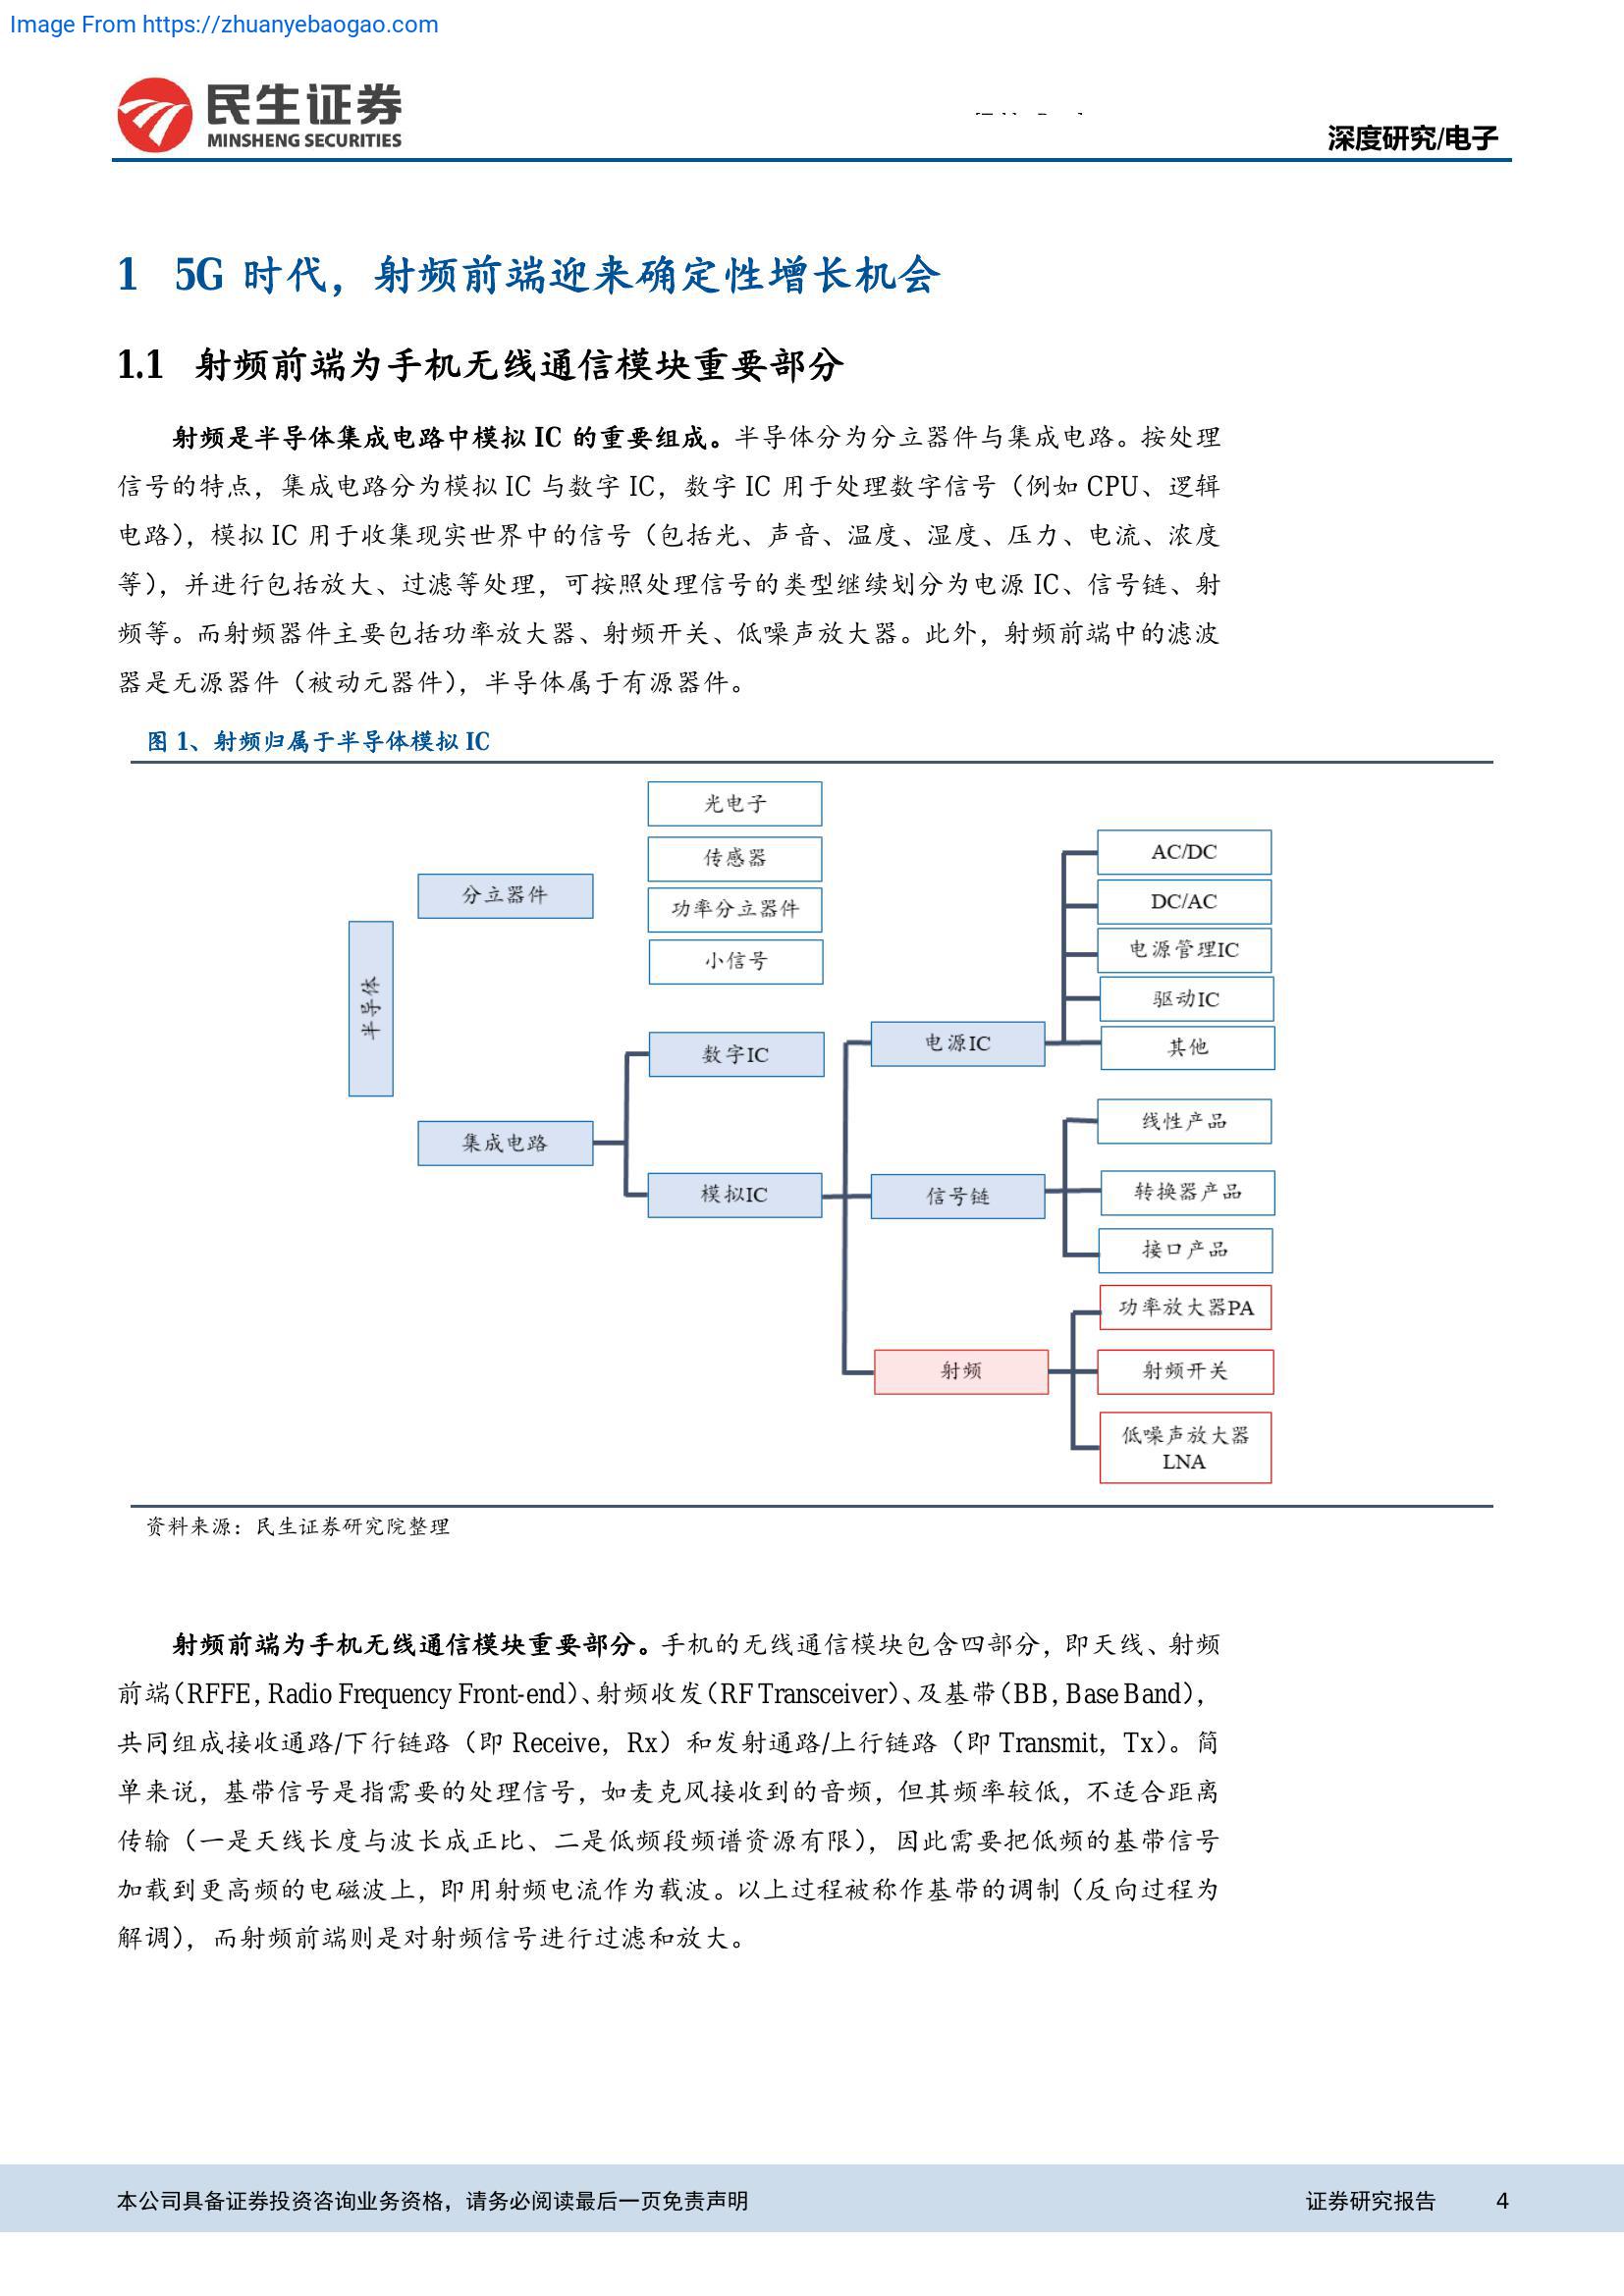 Image From https://zhuanyebaogao.com
民生证券
MINSHENG SECURITIES
深度研究/电子
1 5G 时代，射频前端迎来确定性增长机会
1.1 射频前端为手机无线通信模块重要部分
射频是半导体集成电路中模拟 IC 的重要组成。半导体分为分立器件与集成电路。按处理
信号的特点，集成电路分为模拟 IC 与数字 IC，数字 IC 用于处理数字信号（例如 CPU、逻辑
电路），模拟 IC 用于收集现实世界中的信号（包括光、声音、温度、湿度、压力、电流、浓度
等），并进行包括放大、过滤等处理，可按照处理信号的类型继续划分为电源 IC、信号链、射
频等。而射频器件主要包括功率放大器、射频开关、低噪声放大器。此外，射频前端中的滤波
器是无源器件（被动元器件），半导体属于有源器件。
图 1、射频归属于半导体模拟 IC
半导体
分立器件
光电子
传感器
功率分立器件
小信号
集成电路
数字IC
模拟IC
电源IC
AC/DC
DC/AC
电源管理IC
驱动IC
其他
信号链
线性产品
转换器产品
接口产品
射频
功率放大器PA
射频开关
低噪声放大器
LNA
资料来源：民生证券研究院整理
射频前端为手机无线通信模块重要部分。手机的无线通信模块包含四部分，即天线、射频
前端（RFFE，Radio Frequency Front-end）、射频收发（RF Transceiver）、及基带（BB，Base Band），
共同组成接收通路/下行链路（即 Receive，Rx）和发射通路/上行链路（即 Transmit，Tx）。简
单来说，基带信号是指需要的处理信号，如麦克风接收到的音频，但其频率较低，不适合距离
传输（一是天线长度与波长成正比、二是低频段频谱资源有限），因此需要把低频的基带信号
加载到更高频的电磁波上，即用射频电流作为载波。以上过程被称作基带的调制（反向过程为
解调），而射频前端则是对射频信号进行过滤和放大。
本公司具备证券投资咨询业务资格，请务必阅读最后一页免责声明
证券研究报告 4